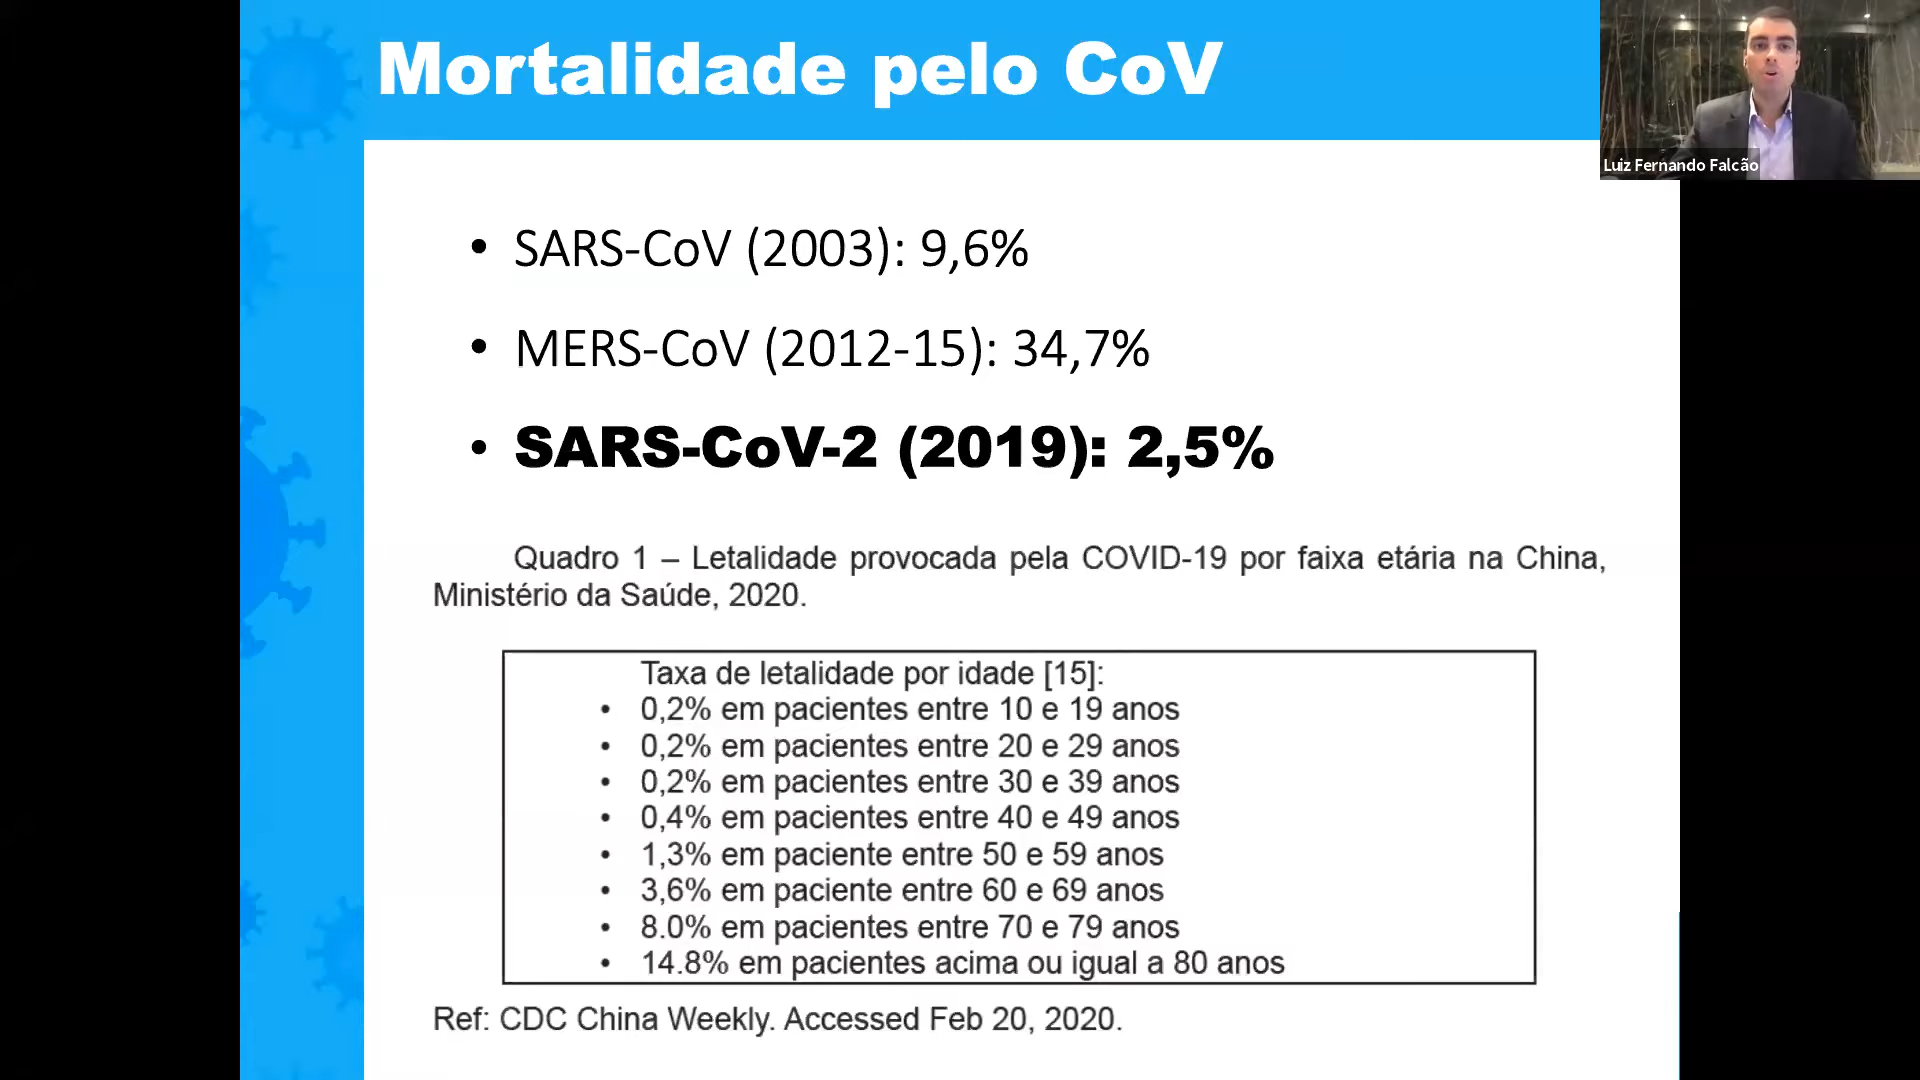 Mortalidade pelo CoV
Luiz Fernando Falcão
• SARS-CoV (2003): 9,6%
• MERS-CoV (2012-15): 34,7%
• SARS-CoV-2 (2019): 2,5%
Quadro 1 – Letalidade provocada pela COVID-19 por faixa etária na China,
Ministério da Saúde, 2020.
Taxa de letalidade por idade [15]:
• 0,2% em pacientes entre 10 e 19 anos
• 0,2% em pacientes entre 20 e 29 anos
• 0,2% em pacientes entre 30 e 39 anos
• 0,4% em pacientes entre 40 e 49 anos
• 1,3% em paciente entre 50 e 59 anos
• 3,6% em paciente entre 60 e 69 anos
• 8.0% em pacientes entre 70 e 79 anos
• 14.8% em pacientes acima ou igual a 80 anos
Ref: CDC China Weekly. Accessed Feb 20, 2020.